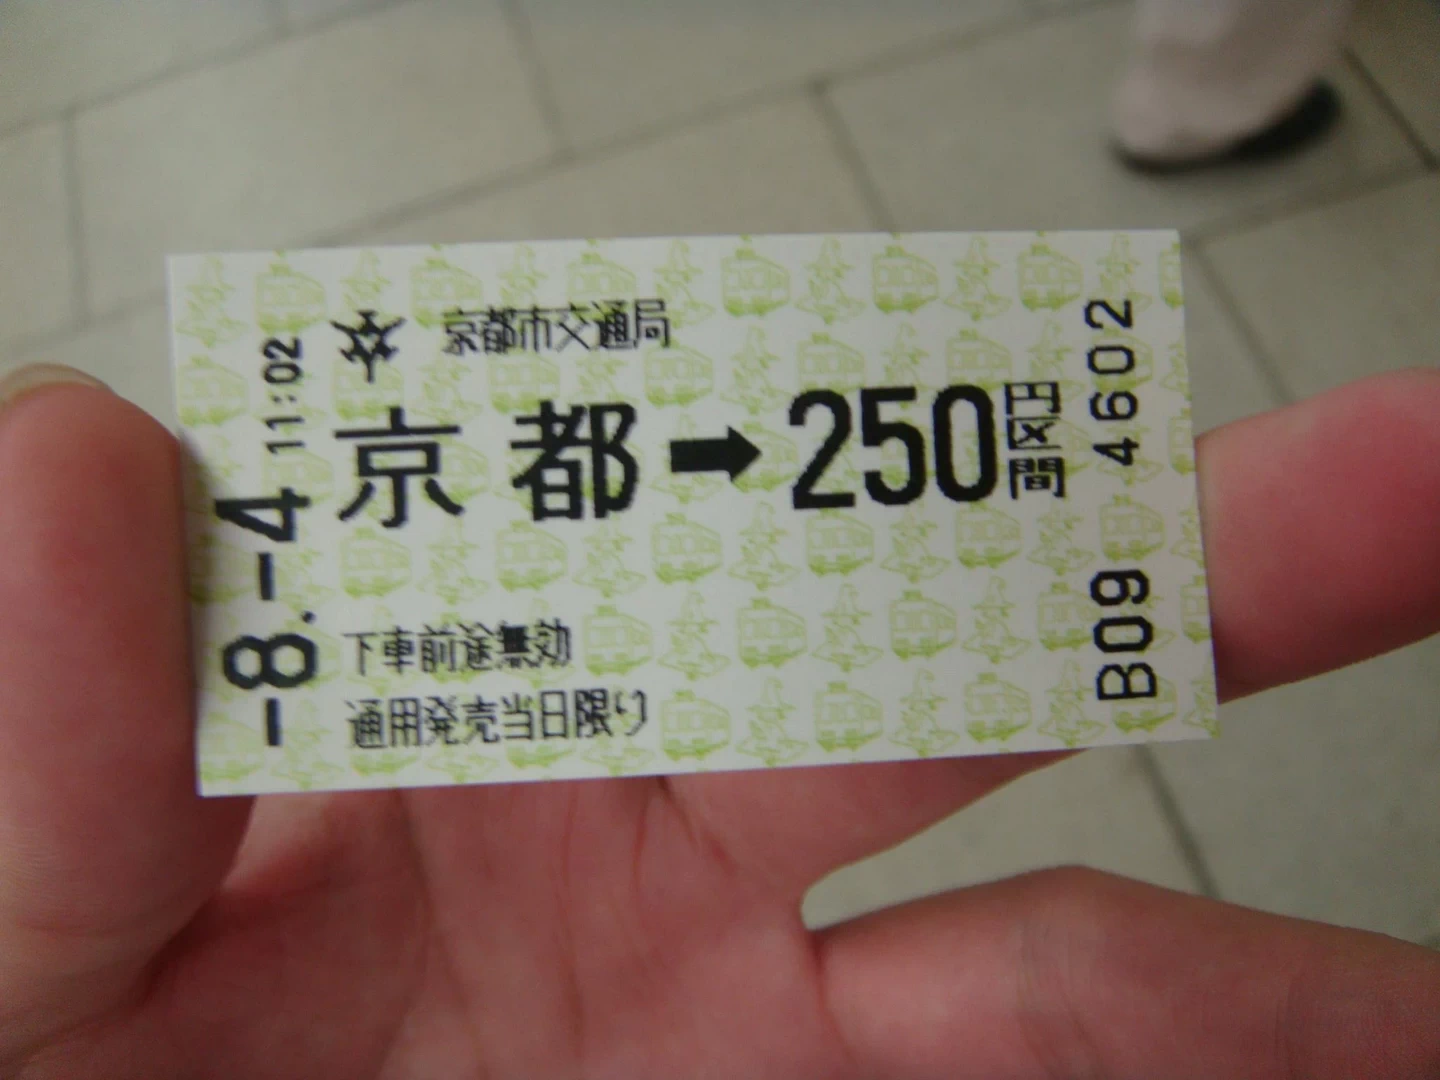 京都市交通局
京都➡250円区間
下車前途無効
通用発売当日限り
-8.-4 11:02
B09 4602